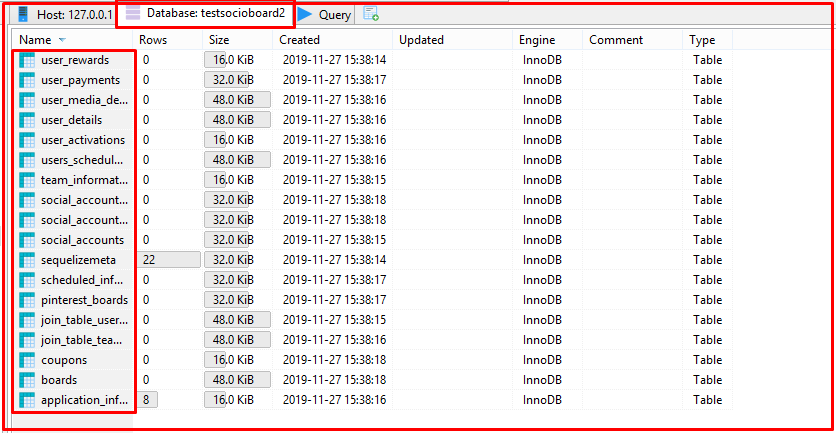 Host: 127.0.0.1 Database: testsocioboard2 Query
Name Rows Size Created Updated Engine Comment Type
user_rewards 0 16.0 KiB 2019-11-27 15:38:14 InnoDB Table
user_payments 0 32.0 KiB 2019-11-27 15:38:17 InnoDB Table
user_media_de... 0 48.0 KiB 2019-11-27 15:38:16 InnoDB Table
user_details 0 48.0 KiB 2019-11-27 15:38:16 InnoDB Table
user_activations 0 16.0 KiB 2019-11-27 15:38:14 InnoDB Table
users_schedul... 0 48.0 KiB 2019-11-27 15:38:16 InnoDB Table
team_informat... 0 16.0 KiB 2019-11-27 15:38:15 InnoDB Table
social_account... 0 32.0 KiB 2019-11-27 15:38:18 InnoDB Table
social_account... 0 32.0 KiB 2019-11-27 15:38:18 InnoDB Table
social_accounts 0 32.0 KiB 2019-11-27 15:38:15 InnoDB Table
sequelizemeta 22 32.0 KiB 2019-11-27 15:38:14 InnoDB Table
scheduled_inf... 0 32.0 KiB 2019-11-27 15:38:17 InnoDB Table
pinterest_boards 0 32.0 KiB 2019-11-27 15:38:17 InnoDB Table
join_table_user... 0 48.0 KiB 2019-11-27 15:38:15 InnoDB Table
join_table_tea... 0 48.0 KiB 2019-11-27 15:38:16 InnoDB Table
coupons 0 16.0 KiB 2019-11-27 15:38:18 InnoDB Table
boards 0 48.0 KiB 2019-11-27 15:38:18 InnoDB Table
application_inf... 8 16.0 KiB 2019-11-27 15:38:16 InnoDB Table